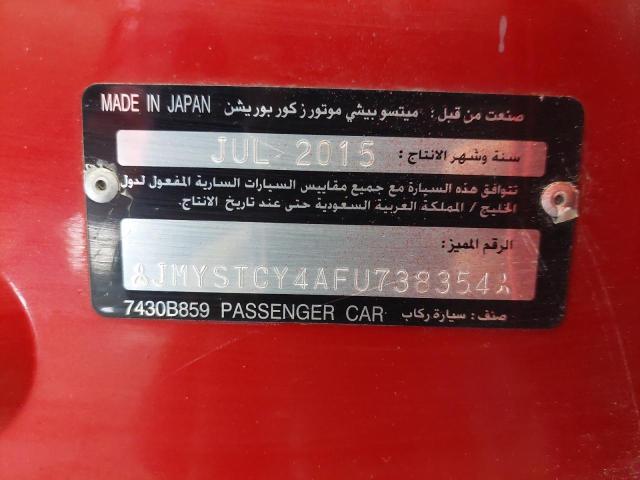 MADE IN JAPAN صنعت من قبل : ميتسوبيشي موتورز كوربوريشن
سنة وشهر الانتاج : JUL 2015
تتوافق هذه السيارة مع جميع مقاييس السيارات السارية المفعول لدول
الخليج / المملكة العربية السعودية حتى عند تاريخ الانتاج.
الرقم المميز:
JMYSTCY4AFU738354
7430B859 PASSENGER CAR صنف: سيارة ركاب